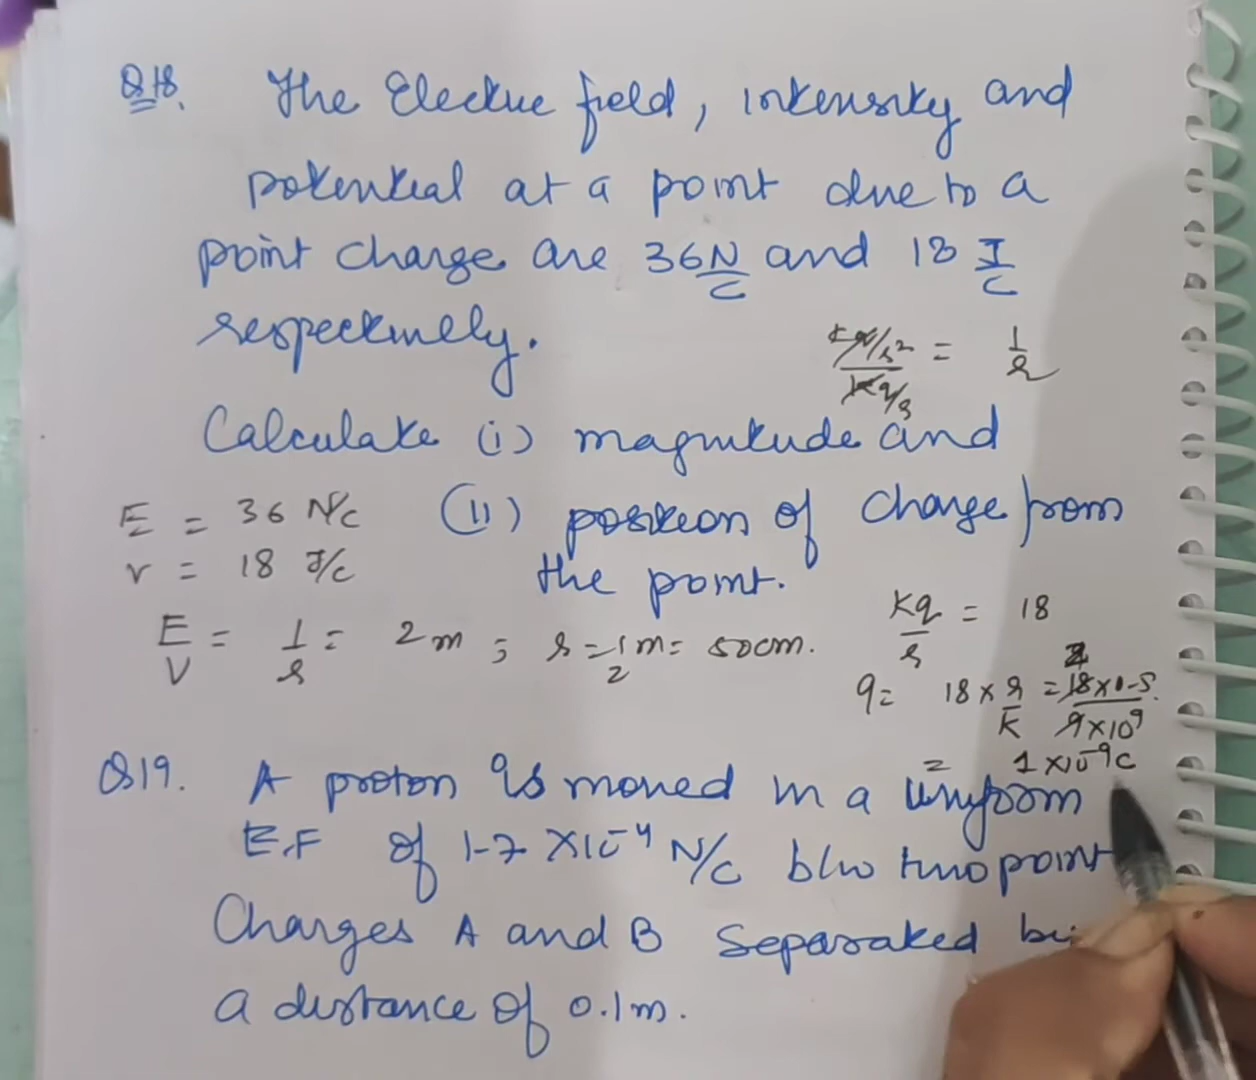 Q18. The Electric field, intensity and
potential at a point due to a
point charge are 36 N/C and 18 J/C
respectively.
kq/r² / kq/r = 1/r
Calculate (i) magnitude and
(ii) position of charge from
the point.
E = 36 N/C
v = 18 J/C
E/V = 1/r = 2m ; r = 1/2 m = 50cm.
kq/r = 18
q = 18 × r/k = 18×0.5 / 9×10⁹
= 1×10⁻⁹ C
Q19. A proton is moved in a uniform
E.F of 1.7 ×10⁻⁴ N/C b/w two point
Charges A and B separated by
a distance of 0.1m.